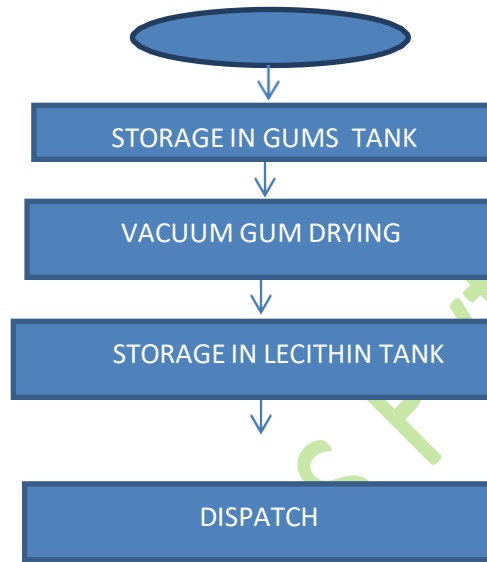 STORAGE IN GUMS TANK
VACUUM GUM DRYING
STORAGE IN LECITHIN TANK
DISPATCH